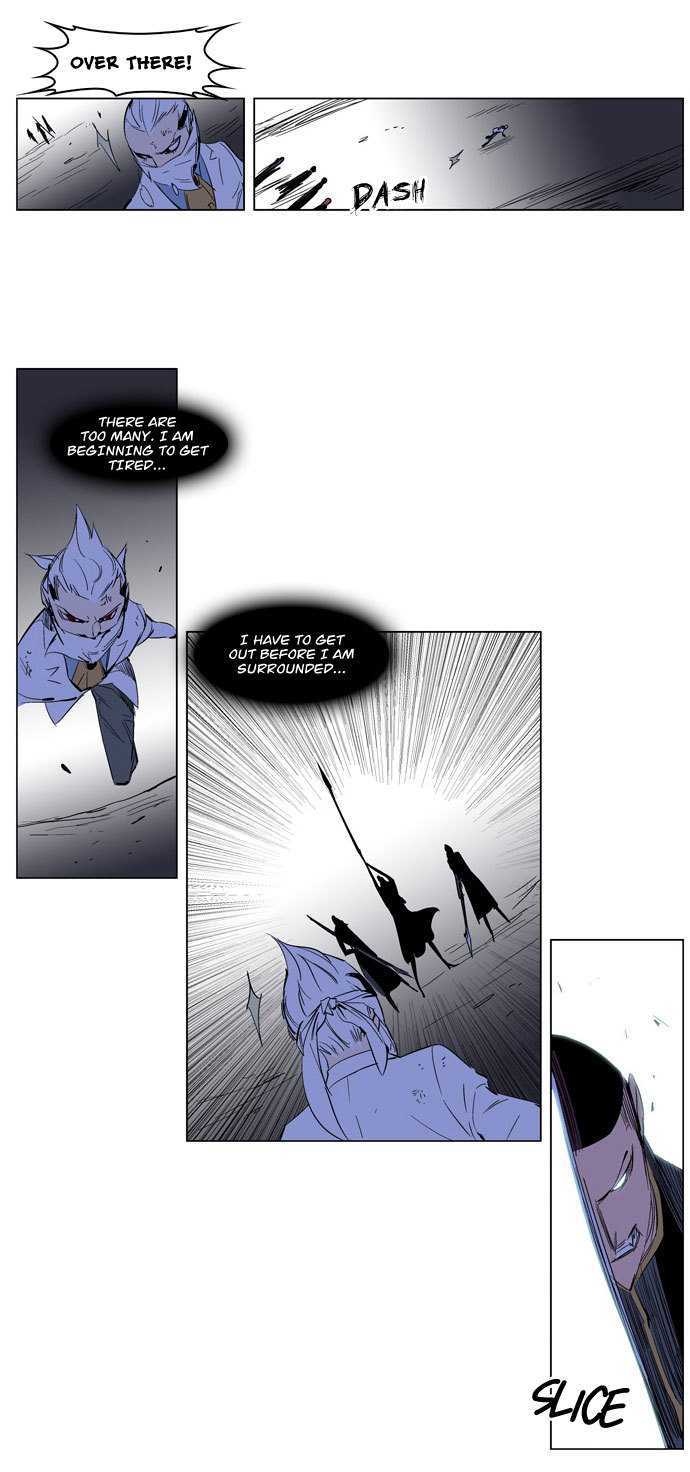 OVER THERE!
DASH
THERE ARE
TOO MANY. I AM
BEGINNING TO GET
TIRED...
I HAVE TO GET
OUT BEFORE I AM
SURROUNDED...
SLICE